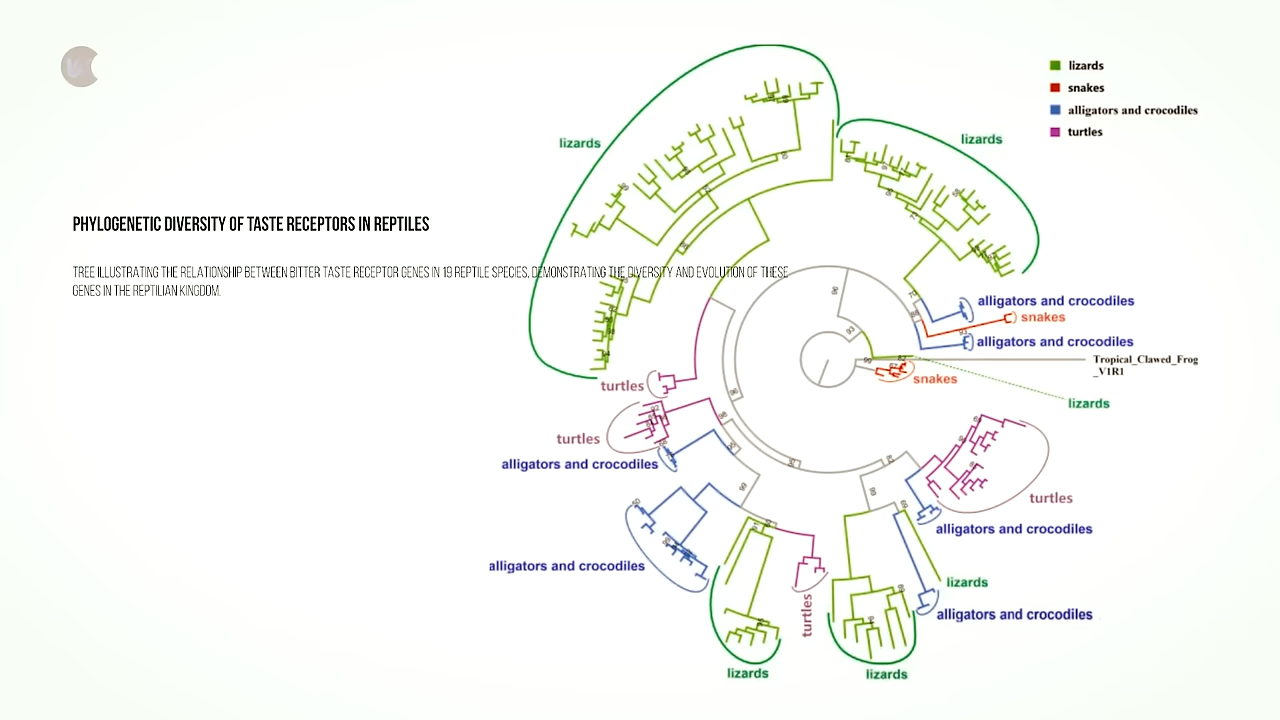 PHYLOGENETIC DIVERSITY OF TASTE RECEPTORS IN REPTILES
TREE ILLUSTRATING THE RELATIONSHIP BETWEEN BITTER TASTE RECEPTOR GENES IN 19 REPTILE SPECIES, DEMONSTRATING THE DIVERSITY AND EVOLUTION OF THESE
GENES IN THE REPTILIAN KINGDOM.
lizards
snakes
alligators and crocodiles
turtles
lizards
lizards
alligators and crocodiles
snakes
alligators and crocodiles
Tropical_Clawed_Frog
_V1R1
snakes
lizards
turtles
turtles
alligators and crocodiles
turtles
alligators and crocodiles
alligators and crocodiles
lizards
turtles
alligators and crocodiles
lizards
lizards